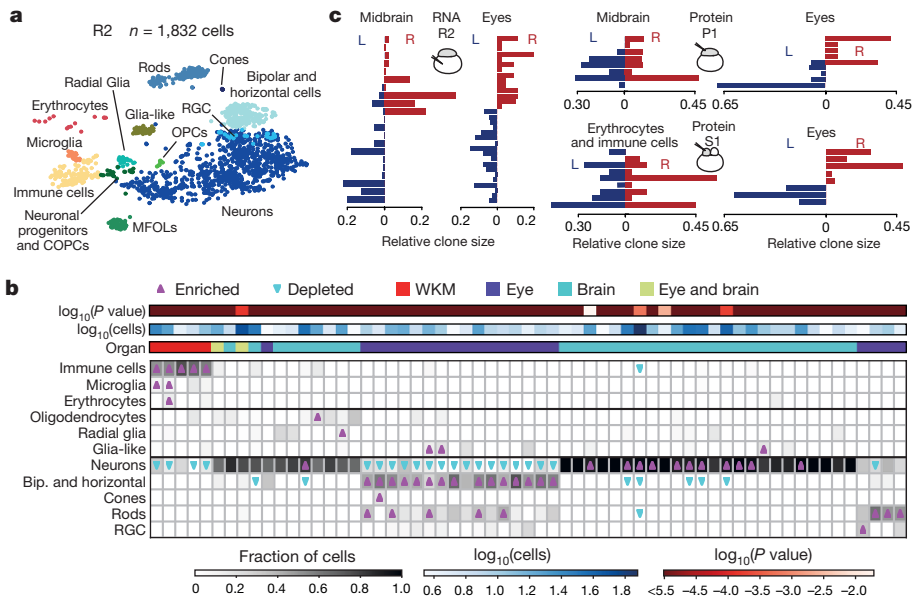 a
R2 n = 1,832 cells
Rods
Cones
Radial Glia
Bipolar and
horizontal cells
Erythrocytes
Glia-like
RGC
OPCs
Microglia
Immune cells
Neuronal
progenitors
and COPCs
MFOLs
Neurons
c
Midbrain
RNA
R2
Eyes
L
R
0.2
0
0.2
0.2
0
0.2
Relative clone size
Midbrain
Protein
P1
Eyes
L
R
L
R
0.30
0
0.45
0.65
0.45
Erythrocytes
and immune cells
Protein
S1
Eyes
L
R
L
R
0.30
0
0.45
0.65
0
0.45
Relative clone size
Relative clone size
b
Enriched
Depleted
WKM
Eye
Brain
Eye and brain
log10(P value)
log10(cells)
Organ
Immune cells
Microglia
Erythrocytes
Oligodendrocytes
Radial glia
Glia-like
Neurons
Bip. and horizontal
Cones
Rods
RGC
Fraction of cells
0 0.2 0.4 0.6 0.8 1.0
log10(cells)
0.6 0.8 1.0 1.2 1.4 1.6 1.8
log10(P value)
<5.5 −4.5 −4.0 −3.5 −3.0 −2.5 −2.0